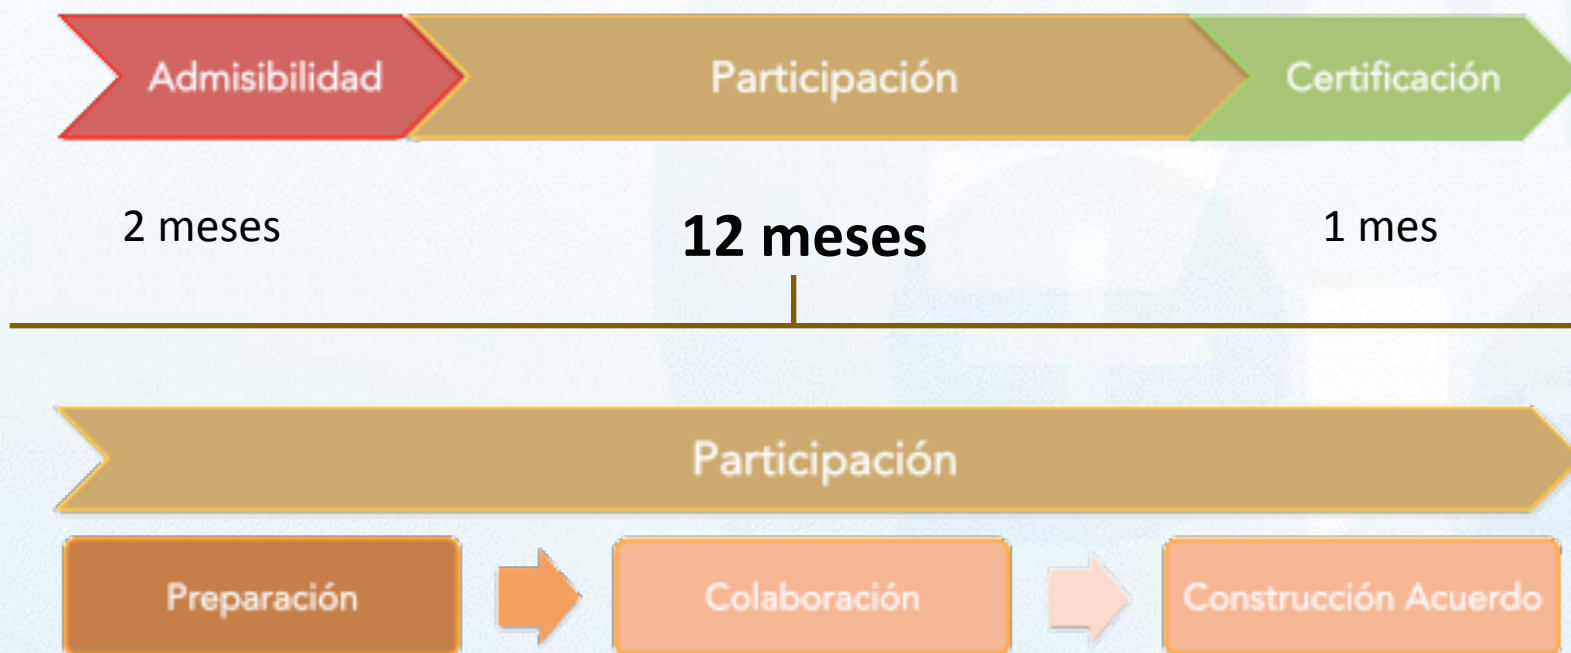 Admisibilidad Participación Certificación
2 meses 12 meses 1 mes
Participación
Preparación Colaboración Construcción Acuerdo